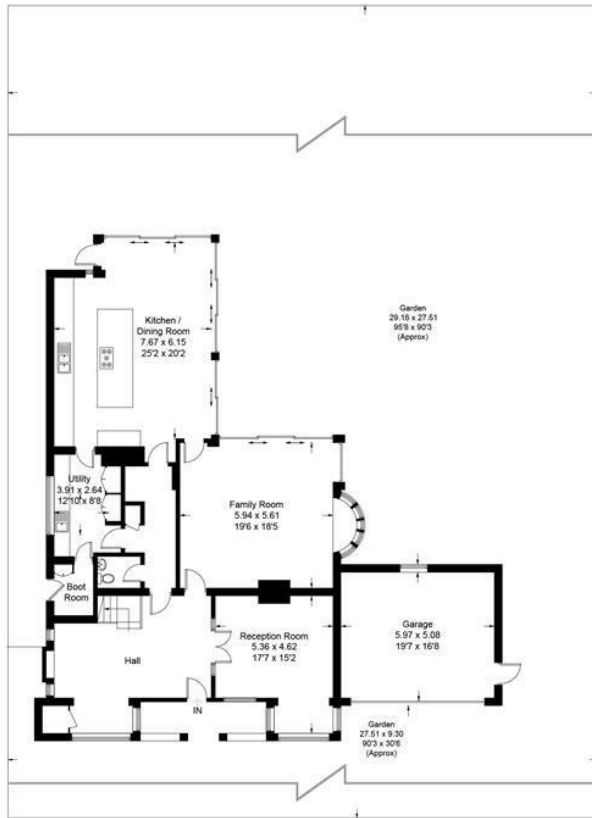 Garden
29.16 x 27.51
95'8 x 90'3
(Approx)
Kitchen /
Dining Room
7.67 x 6.15
25'2 x 20'2
Utility
3.91 x 2.64
12'10 x 8'8
Family Room
5.94 x 5.61
19'6 x 18'5
Boot
Room
Hall
Reception Room
5.36 x 4.62
17'7 x 15'2
Garage
5.97 x 5.08
19'7 x 16'8
IN
Garden
27.51 x 9.30
90'3 x 30'6
(Approx)